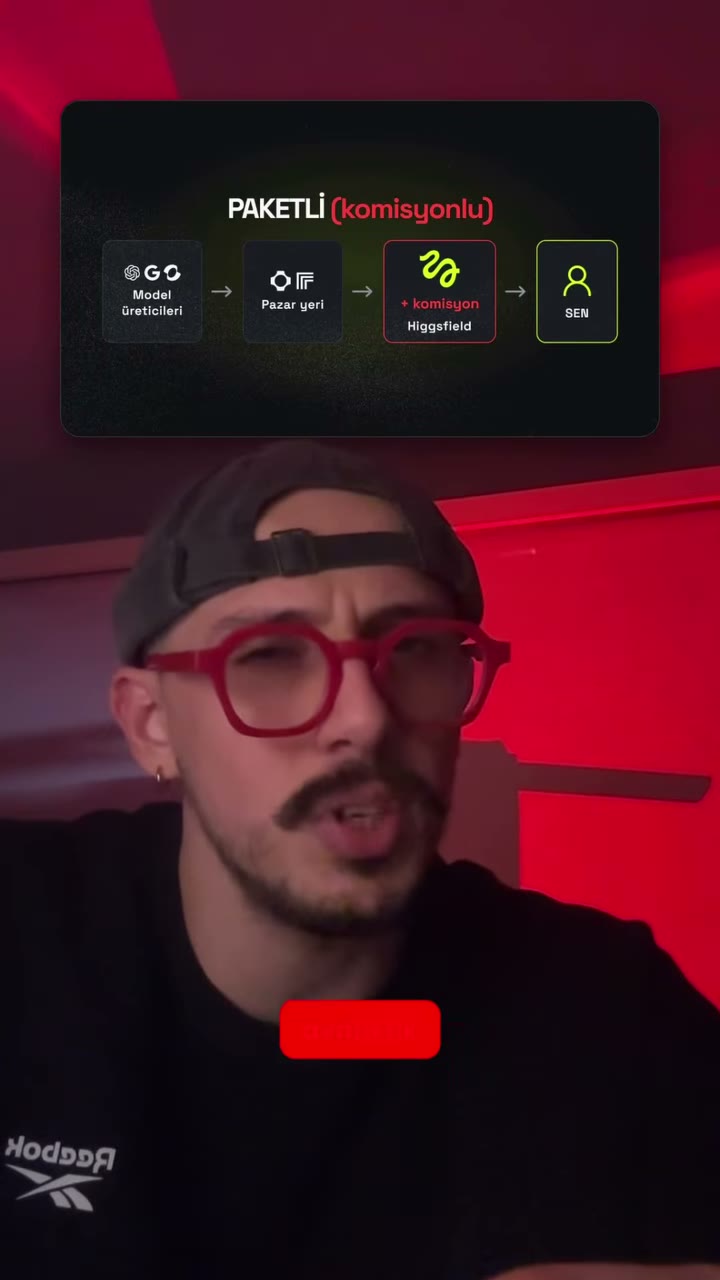 PAKETLİ (komisyonlu)
Model
üreticileri
Pazar yeri
+ komisyon
Higgsfield
SEN
Reebok